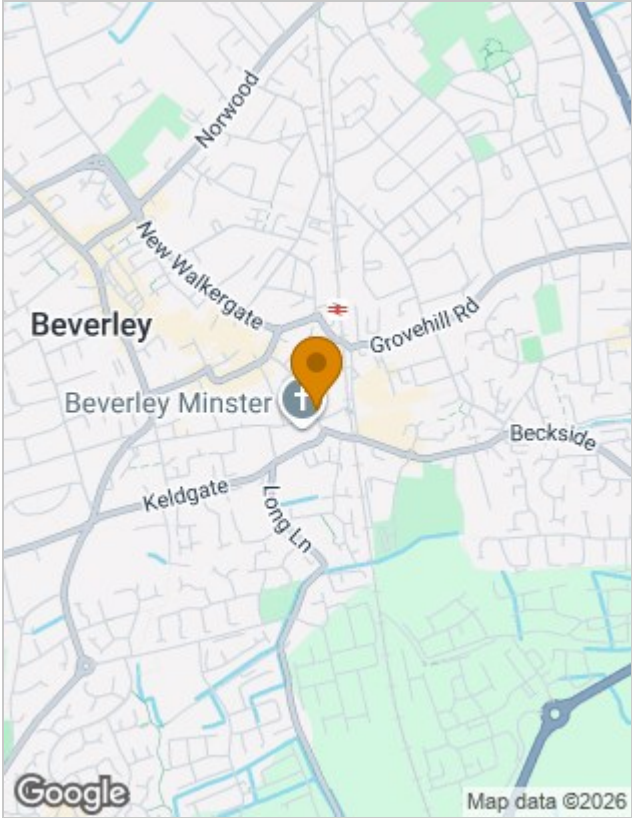 Norwood
New Walkergate
Beverley
Grovehill Rd
Beverley Minster
Beckside
Keldgate
Long Ln
Google
Map data ©2026